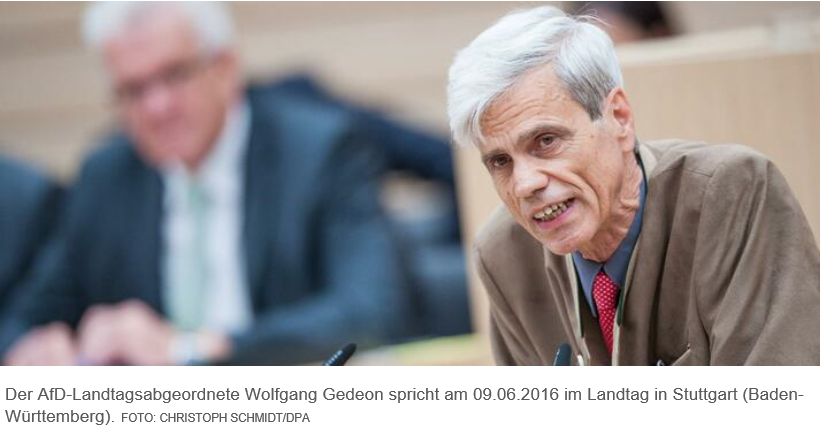 Der AfD-Landtagsabgeordnete Wolfgang Gedeon spricht am 09.06.2016 im Landtag in Stuttgart (Baden-
Württemberg). FOTO: CHRISTOPH SCHMIDT/DPA